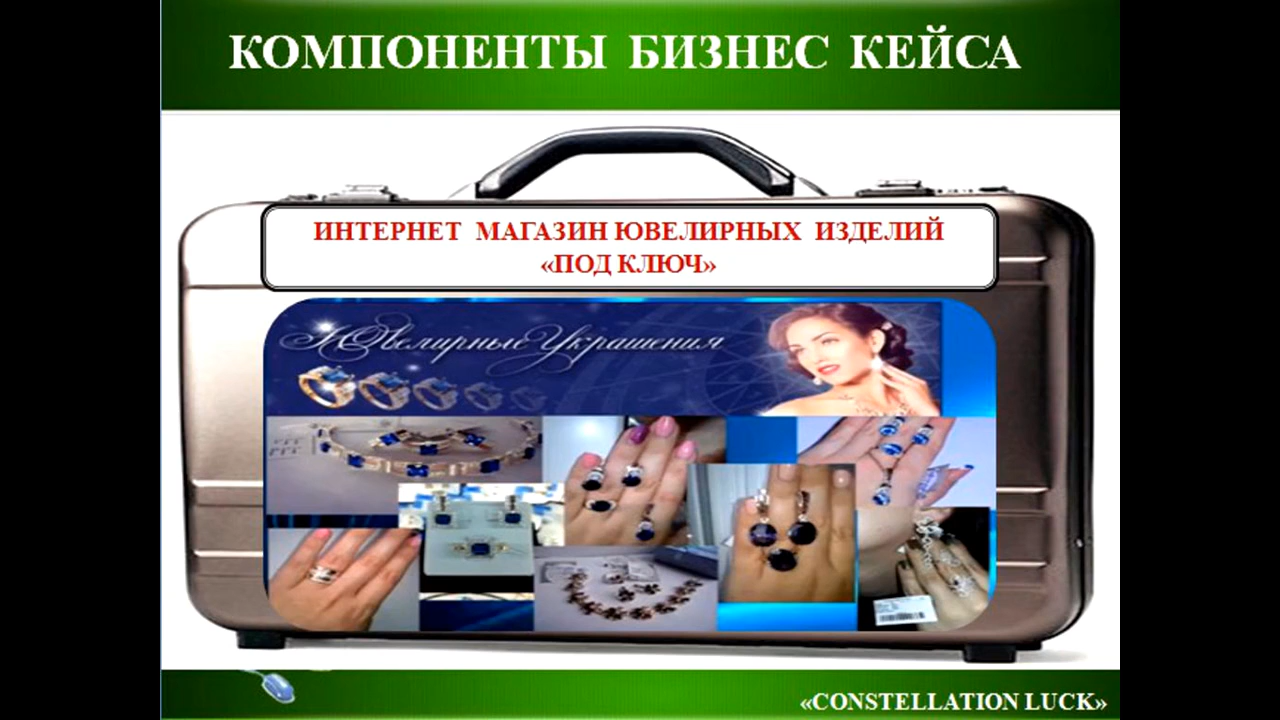 КОМПОНЕНТЫ БИЗНЕС КЕЙСА
ИНТЕРНЕТ МАГАЗИН ЮВЕЛИРНЫХ ИЗДЕЛИЙ
«ПОД КЛЮЧ»
Ювелирные Украшения
«CONSTELLATION LUCK»